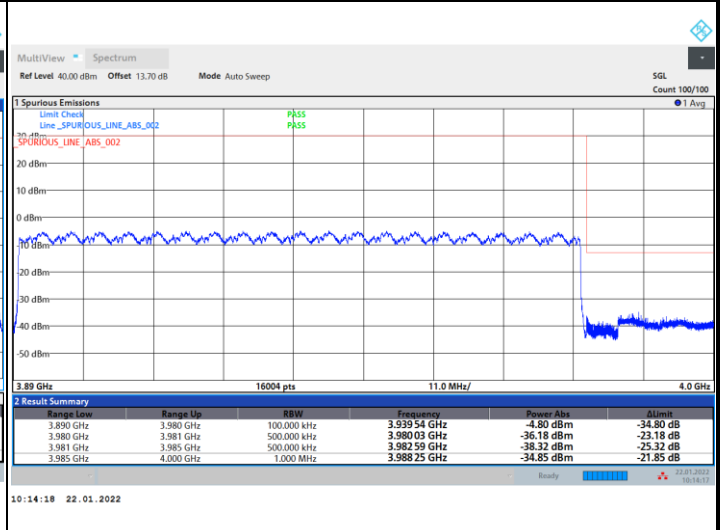 MultiView Spectrum
Ref Level 40.00 dBm Offset 13.70 dB Mode Auto Sweep SGL
Count 100/100
1 Spurious Emissions 1 Avg
Limit Check PASS
Line _SPURIOUS_LINE_ABS_002 PASS
30 dBm
_SPURIOUS_LINE_ABS_002
20 dBm
10 dBm
0 dBm
-10 dBm
-20 dBm
-30 dBm
-40 dBm
-50 dBm
3.89 GHz 16004 pts 11.0 MHz/ 4.0 GHz
2 Result Summary
Range Low Range Up RBW Frequency Power Abs ΔLimit
3.890 GHz 3.980 GHz 100.000 kHz 3.939 54 GHz -4.80 dBm -34.80 dB
3.980 GHz 3.981 GHz 500.000 kHz 3.980 03 GHz -36.18 dBm -23.18 dB
3.981 GHz 3.985 GHz 500.000 kHz 3.982 59 GHz -38.32 dBm -25.32 dB
3.985 GHz 4.000 GHz 1.000 MHz 3.988 25 GHz -34.85 dBm -21.85 dB
Ready 22.01.2022
10:14:17
10:14:18 22.01.2022